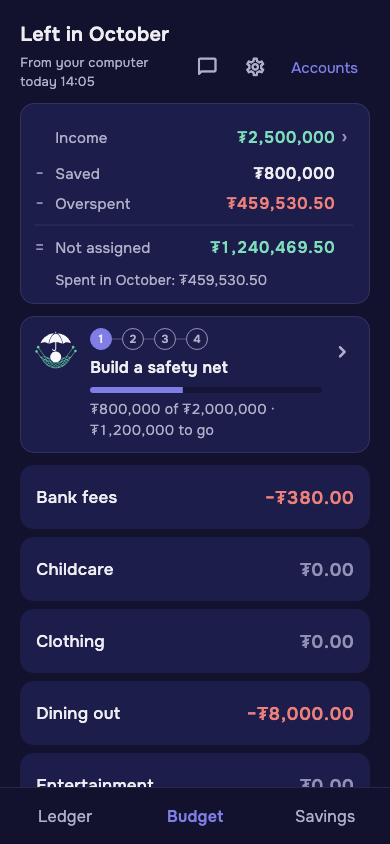 Left in October
From your computer
today 14:05
Accounts
Income ₮2,500,000 ›
− Saved ₮800,000
− Overspent ₮459,530.50
= Not assigned ₮1,240,469.50
Spent in October: ₮459,530.50
1 2 3 4
Build a safety net
₮800,000 of ₮2,000,000 ·
₮1,200,000 to go
Bank fees −₮380.00
Childcare ₮0.00
Clothing ₮0.00
Dining out −₮8,000.00
Entertainment ₮0.00
Ledger Budget Savings